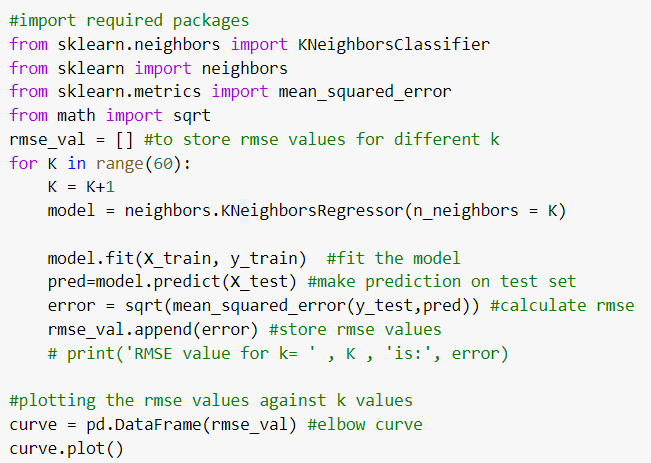 #import required packages
from sklearn.neighbors import KNeighborsClassifier
from sklearn import neighbors
from sklearn.metrics import mean_squared_error
from math import sqrt
rmse_val = [] #to store rmse values for different k
for K in range(60):
    K = K+1
    model = neighbors.KNeighborsRegressor(n_neighbors = K)

    model.fit(X_train, y_train)  #fit the model
    pred=model.predict(X_test) #make prediction on test set
    error = sqrt(mean_squared_error(y_test,pred)) #calculate rmse
    rmse_val.append(error) #store rmse values
    # print('RMSE value for k= ' , K , 'is:', error)

#plotting the rmse values against k values
curve = pd.DataFrame(rmse_val) #elbow curve
curve.plot()